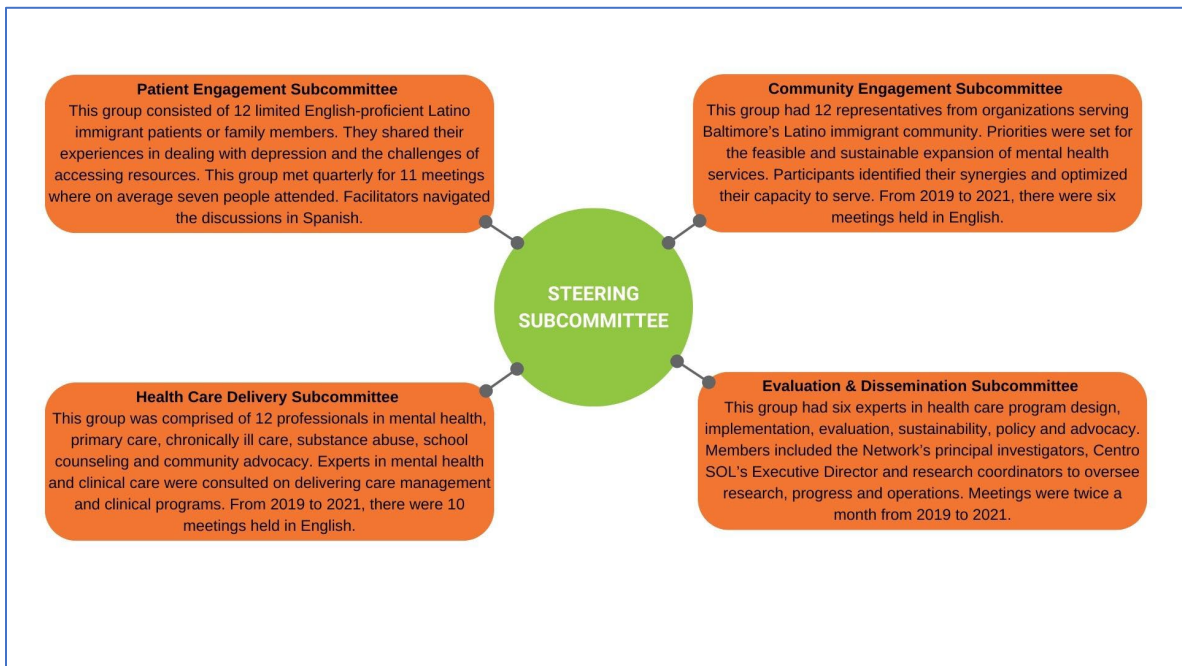 Patient Engagement Subcommittee
This group consisted of 12 limited English-proficient Latino
immigrant patients or family members. They shared their
experiences in dealing with depression and the challenges of
accessing resources. This group met quarterly for 11 meetings
where on average seven people attended. Facilitators navigated
the discussions in Spanish.
Community Engagement Subcommittee
This group had 12 representatives from organizations serving
Baltimore's Latino immigrant community. Priorities were set for
the feasible and sustainable expansion of mental health
services. Participants identified their synergies and optimized
their capacity to serve. From 2019 to 2021, there were six
meetings held in English.
STEERING
SUBCOMMITTEE
Health Care Delivery Subcommittee
This group was comprised of 12 professionals in mental health,
primary care, chronically ill care, substance abuse, school
counseling and community advocacy. Experts in mental health
and clinical care were consulted on delivering care management
and clinical programs. From 2019 to 2021, there were 10
meetings held in English.
Evaluation & Dissemination Subcommittee
This group had six experts in health care program design,
implementation, evaluation, sustainability, policy and advocacy.
Members included the Network's principal investigators, Centro
SOL's Executive Director and research coordinators to oversee
research, progress and operations. Meetings were twice a
month from 2019 to 2021.